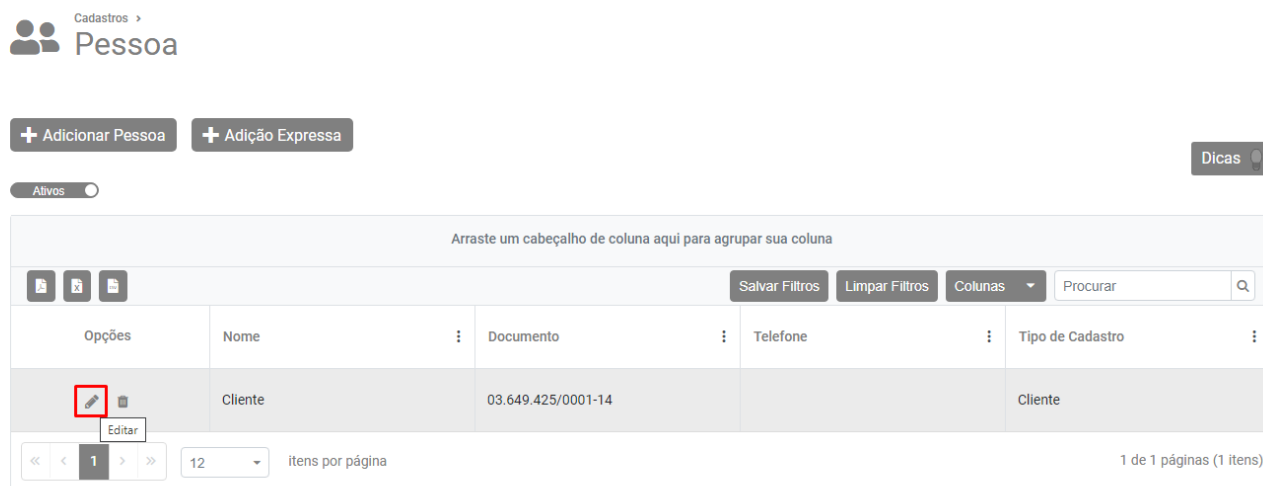 Cadastros ›
Pessoa
Adicionar Pessoa
Adição Expressa
Dicas
Ativos
Arraste um cabeçalho de coluna aqui para agrupar sua coluna
Salvar Filtros Limpar Filtros Colunas Procurar
Opções Nome Documento Telefone Tipo de Cadastro
Cliente 03.649.425/0001-14 Cliente
Editar
« ‹ 1 › » 12 itens por página 1 de 1 páginas (1 itens)